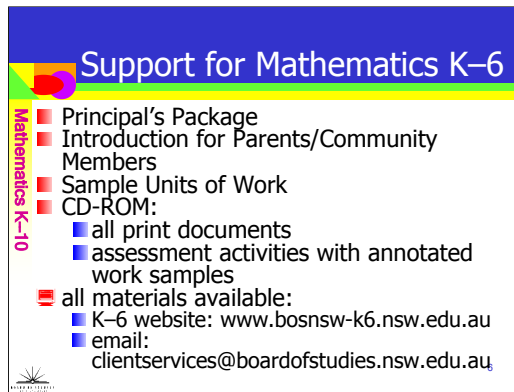 Support for Mathematics K–6
Mathematics K–10
Principal's Package
Introduction for Parents/Community
Members
Sample Units of Work
CD-ROM:
all print documents
assessment activities with annotated
work samples
all materials available:
K–6 website: www.bosnsw-k6.nsw.edu.au
email:
clientservices@boardofstudies.nsw.edu.au
6